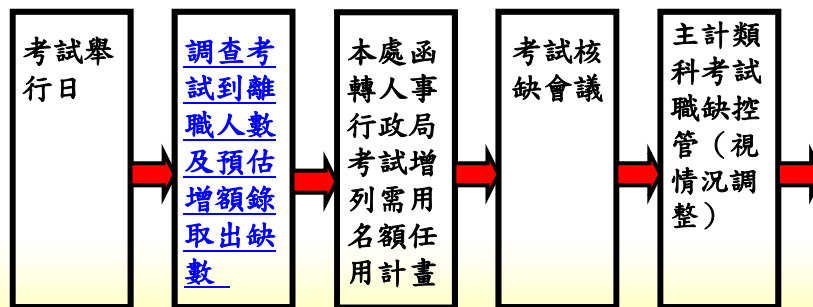 考試舉
行日
調查考
試到離
職人數
及預估
增額錄
取出缺
數
本處函
轉人事
行政局
考試增
列需用
名額任
用計畫
考試核
缺會議
主計類
科考試
職缺控
管（視
情況調
整）